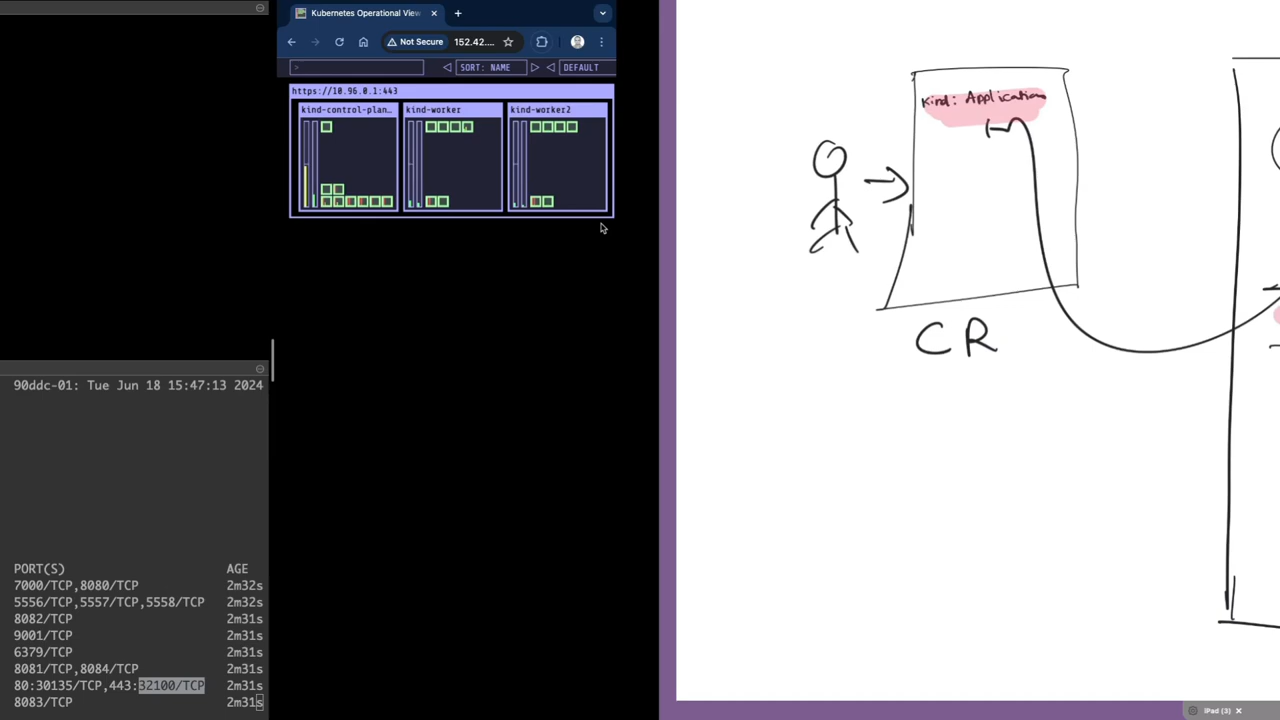 Kubernetes Operational View
Not Secure
152.42....
>
SORT: NAME
DEFAULT
https://10.96.0.1:443
kind-control-plan…
kind-worker
kind-worker2
90ddc-01: Tue Jun 18 15:47:13 2024
PORT(S) AGE
7000/TCP,8080/TCP 2m32s
5556/TCP,5557/TCP,5558/TCP 2m32s
8082/TCP 2m31s
9001/TCP 2m31s
6379/TCP 2m31s
8081/TCP,8084/TCP 2m31s
80:30135/TCP,443:32100/TCP 2m31s
8083/TCP 2m31s
Kind: Application
CR
iPad (3)